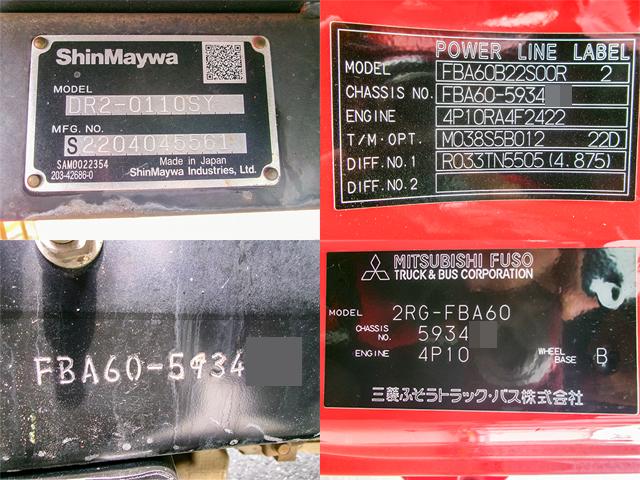 ShinMaywa
MODEL
DR2-0110SY
MFG. NO.
S2204045561
SAM0022354
203-42686-0
Made in Japan
ShinMaywa Industries, Ltd.
POWER LINE LABEL
MODEL FBA60B22S00R 2
CHASSIS NO. FBA60-5934
ENGINE 4P10RA4F2422
T/M・OPT. M038S5B012 22D
DIFF. NO.1 R033TN5505(4.875)
DIFF. NO.2
FBA60-5934
MITSUBISHI FUSO
TRUCK & BUS CORPORATION
MODEL 2RG-FBA60
CHASSIS NO. 5934
ENGINE 4P10 WHEEL BASE B
三菱ふそうトラック・バス株式会社